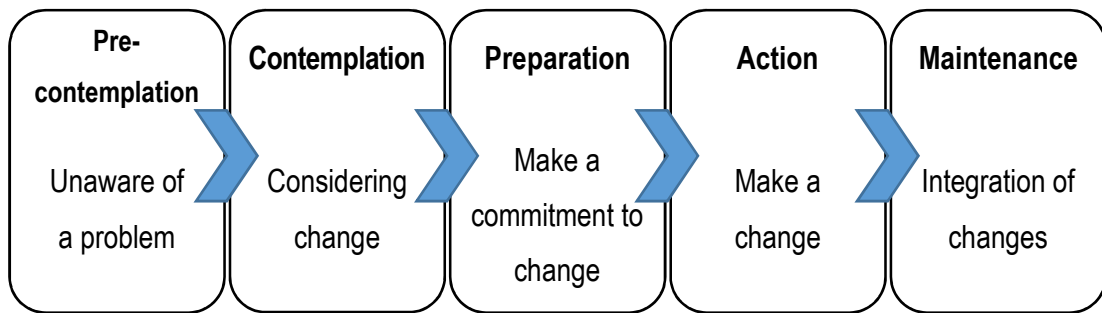 Pre-
contemplation
Unaware of
a problem
Contemplation
Considering
change
Preparation
Make a
commitment to
change
Action
Make a
change
Maintenance
Integration of
changes